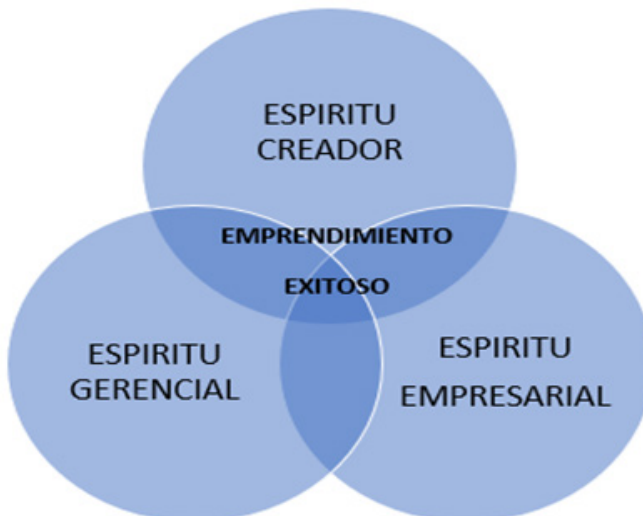 ESPIRITU
CREADOR
EMPRENDIMIENTO
EXITOSO
ESPIRITU
GERENCIAL
ESPIRITU
EMPRESARIAL